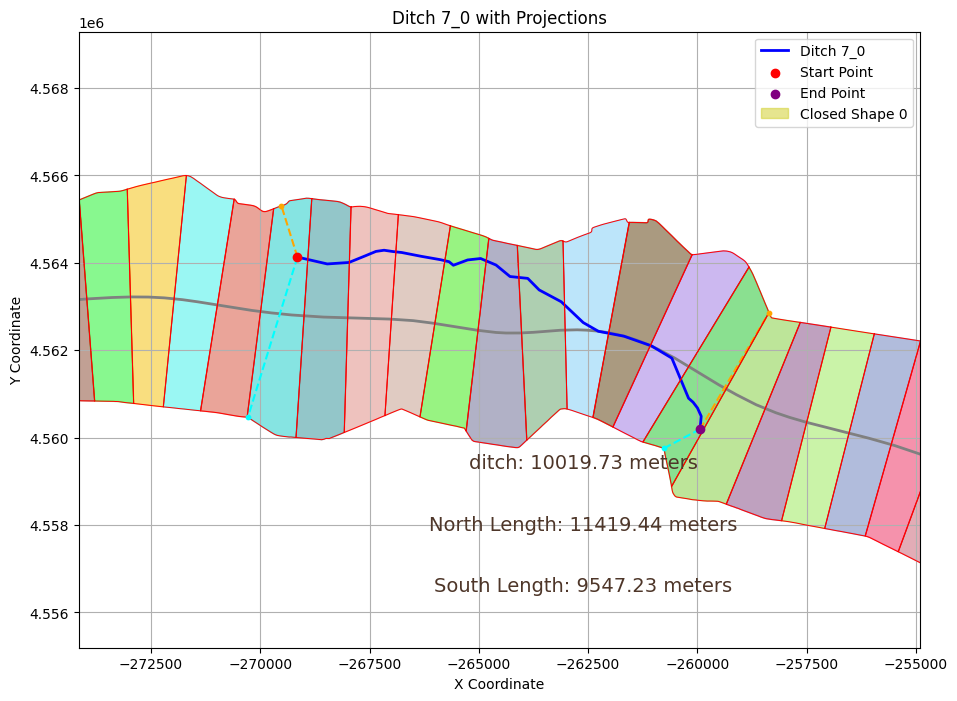 Ditch 7_0 with Projections
1e6
Ditch 7_0
Start Point
End Point
Closed Shape 0
4.568
4.566
4.564
4.562
4.560
4.558
4.556
Y Coordinate
ditch: 10019.73 meters
North Length: 11419.44 meters
South Length: 9547.23 meters
−272500 −270000 −267500 −265000 −262500 −260000 −257500 −255000
X Coordinate